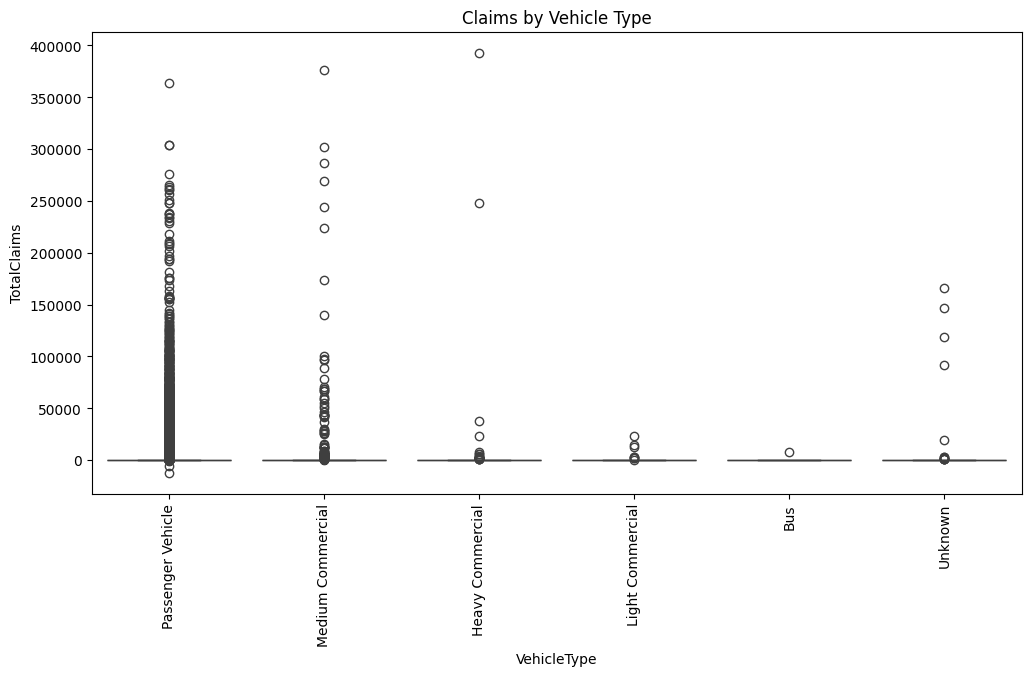 Claims by Vehicle Type
TotalClaims
400000
350000
300000
250000
200000
150000
100000
50000
0
Passenger Vehicle
Medium Commercial
Heavy Commercial
Light Commercial
Bus
Unknown
VehicleType